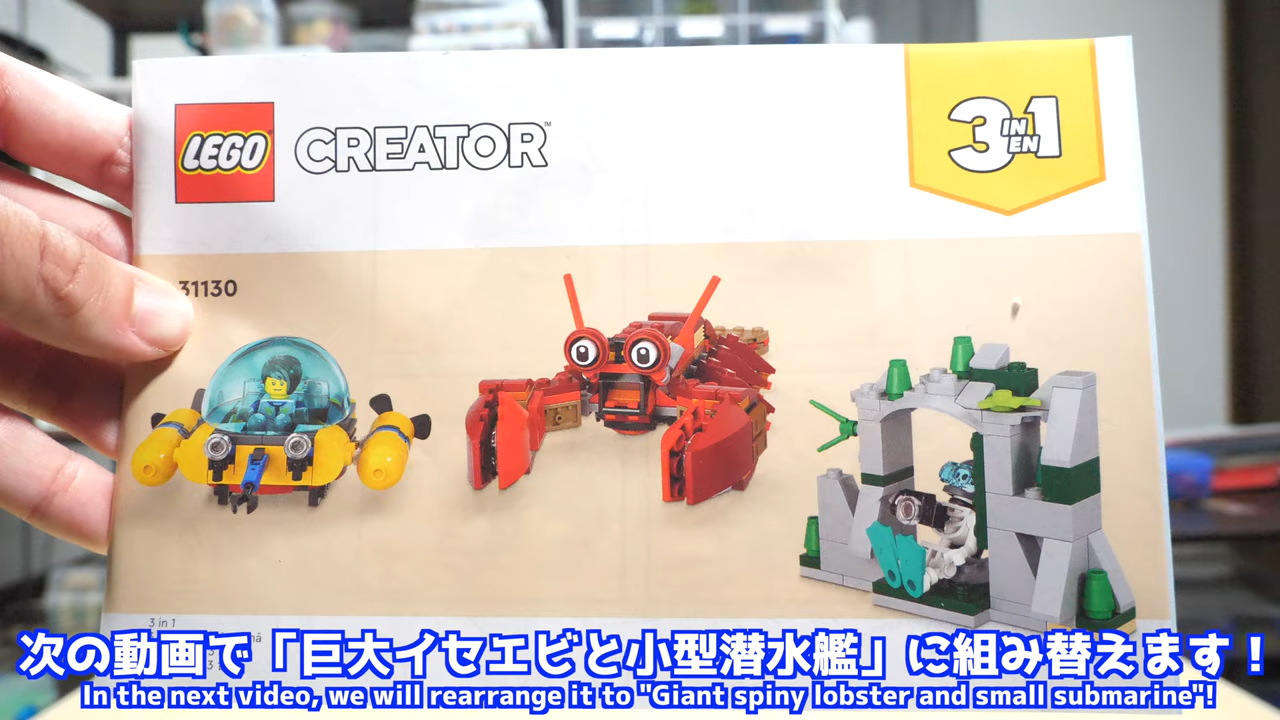 LEGO CREATOR™
3 IN EN 1
31130
3 in 1
次の動画で「巨大イセエビと小型潜水艦」に組み替えます！
In the next video, we will rearrange it to "Giant spiny lobster and small submarine"!